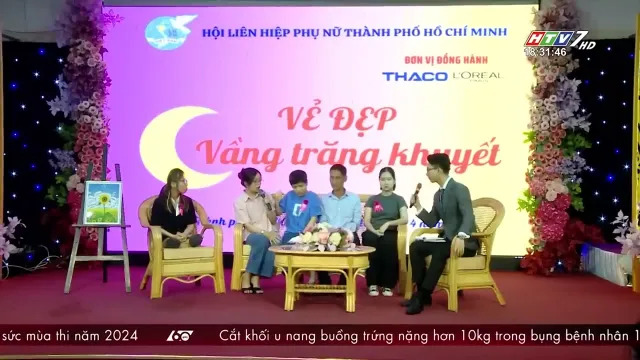 HỘI LIÊN HIỆP PHỤ NỮ THÀNH PHỐ HỒ CHÍ MINH
HTV7 HD
18:31:46
ĐƠN VỊ ĐỒNG HÀNH
THACO L'ORÉAL
VẺ ĐẸP
Vầng trăng khuyết
sức mùa thi năm 2024
60
Cắt khối u nang buồng trứng nặng hơn 10kg trong bụng bệnh nhân 1